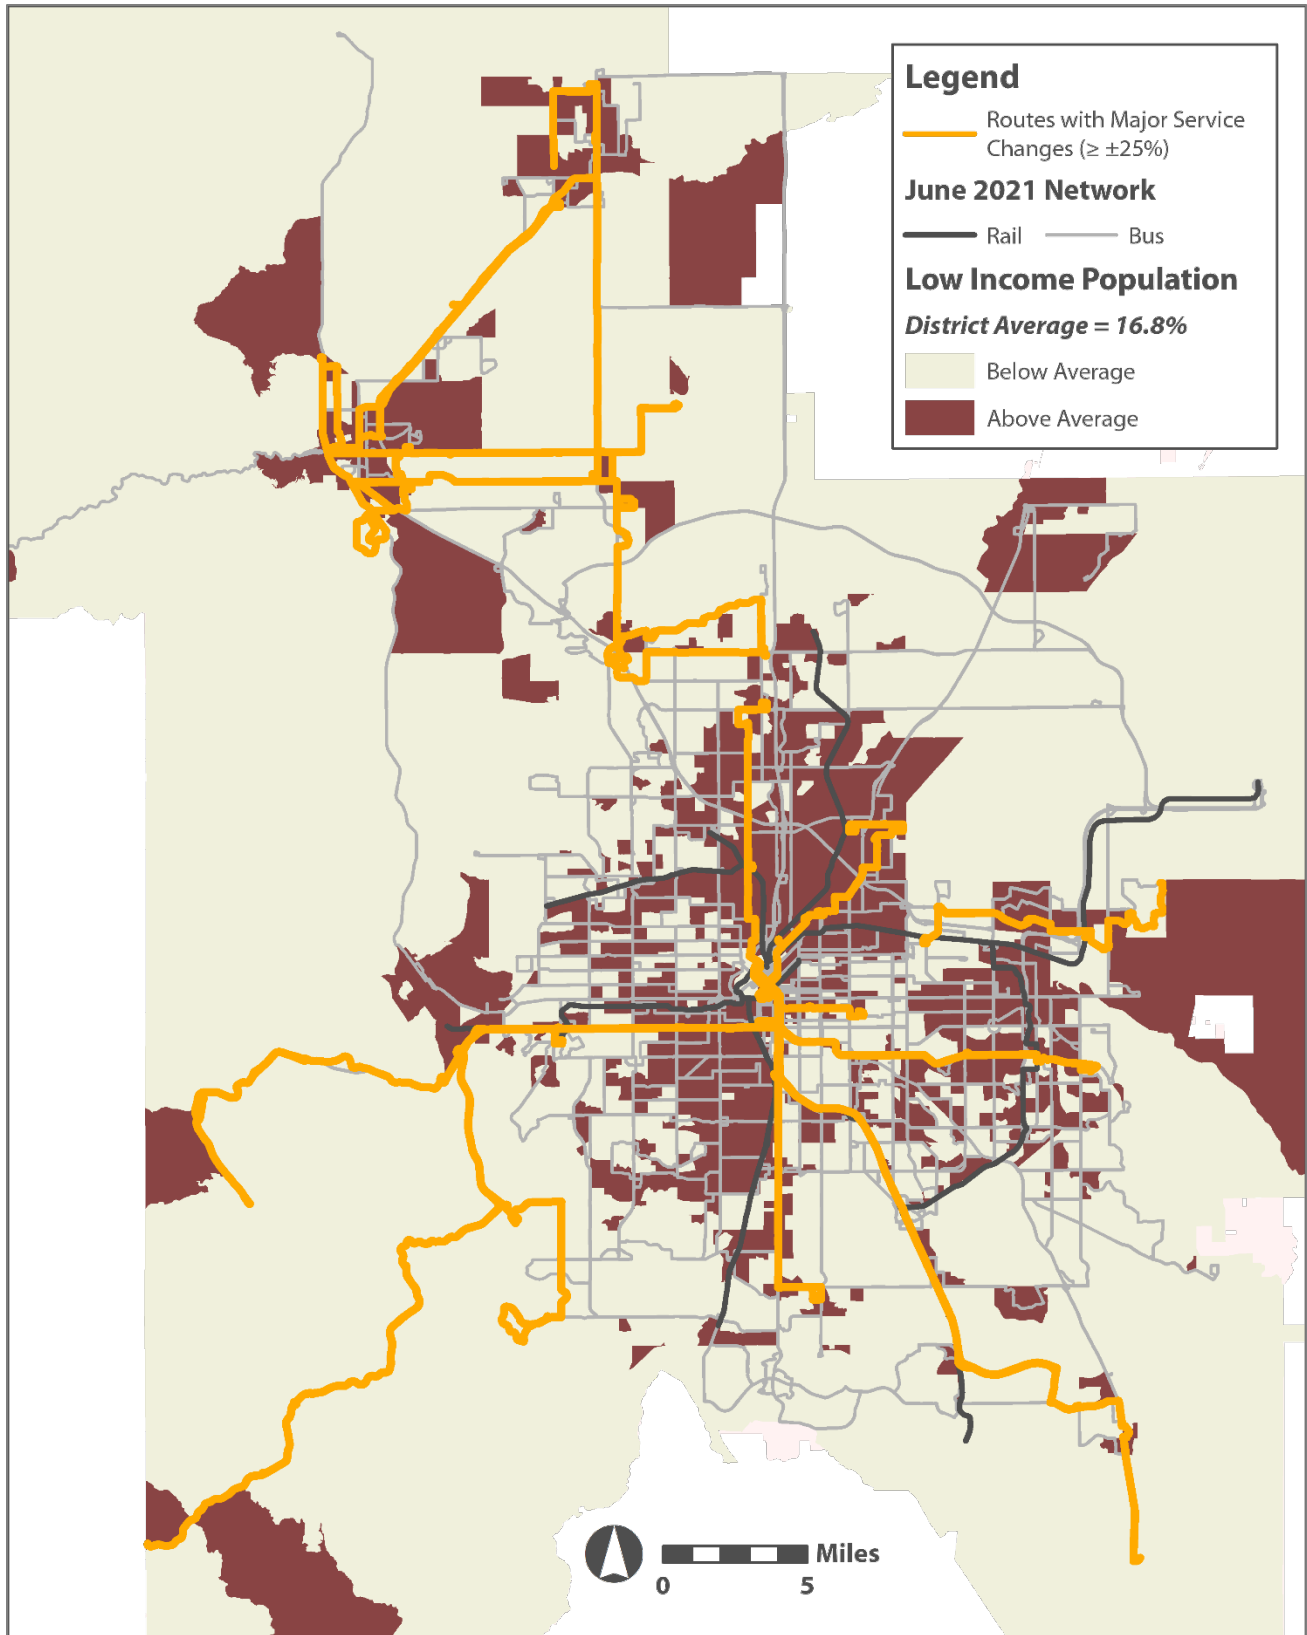 Legend
Routes with Major Service
Changes (≥ ±25%)
June 2021 Network
Rail
Bus
Low Income Population
District Average = 16.8%
Below Average
Above Average
Miles
0 5